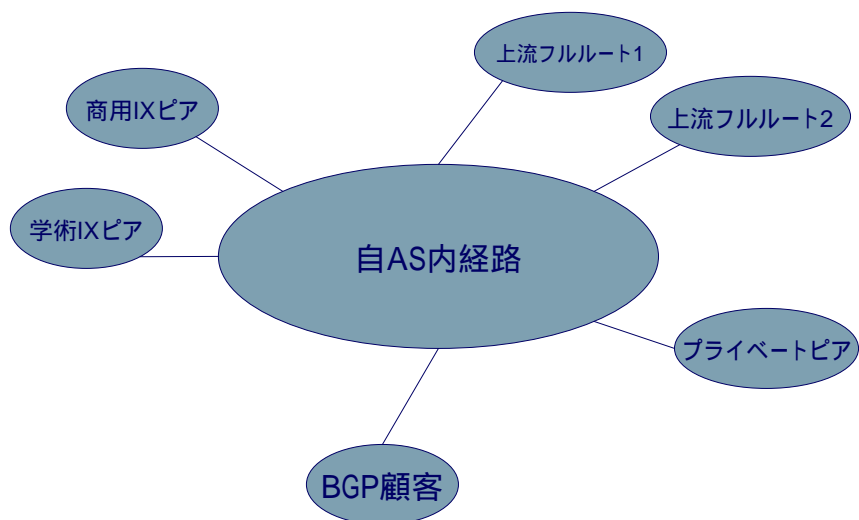 上流フルルート1
商用IXピア
上流フルルート2
学術IXピア
自AS内経路
プライベートピア
BGP顧客